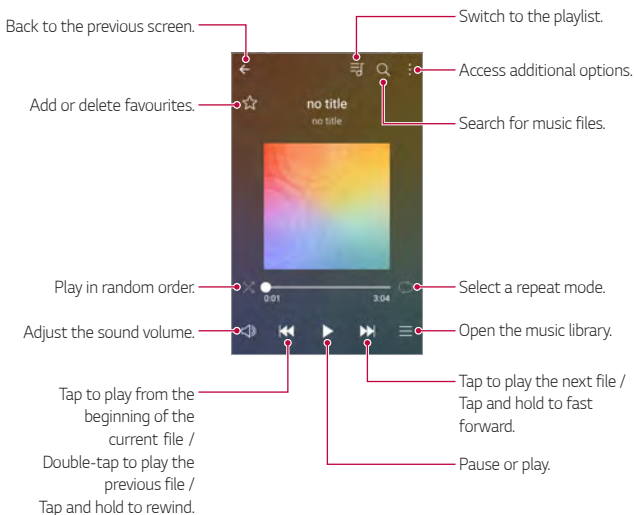 Back to the previous screen.
Switch to the playlist.
Access additional options.
Add or delete favourites.
no title
no title
Search for music files.
Play in random order.
0:01
3:04
Select a repeat mode.
Adjust the sound volume.
Open the music library.
Tap to play from the
beginning of the
current file /
Double-tap to play the
previous file /
Tap and hold to rewind.
Tap to play the next file /
Tap and hold to fast
forward.
Pause or play.